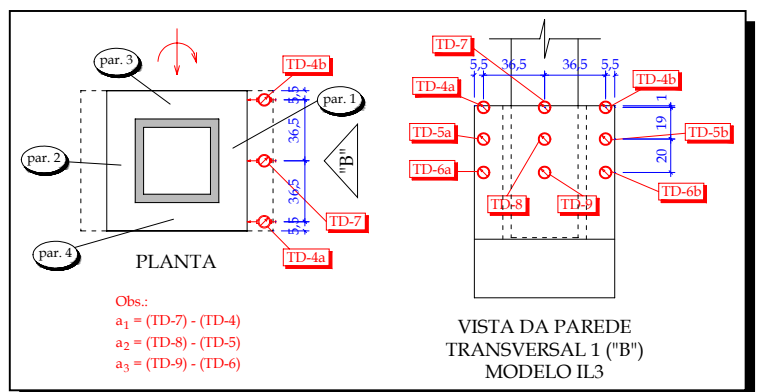 TD-4b
par. 3
par. 1
par. 2
par. 4
5,5
36,5
36,5
5,5
"B"
TD-7
TD-4a
PLANTA
Obs.:
a1 = (TD-7) - (TD-4)
a2 = (TD-8) - (TD-5)
a3 = (TD-9) - (TD-6)
TD-7
5,5
36,5
36,5
5,5
TD-4a
TD-4b
1
19
20
TD-5a
TD-5b
TD-6a
TD-6b
TD-8
TD-9
VISTA DA PAREDE
TRANSVERSAL 1 ("B")
MODELO IL3